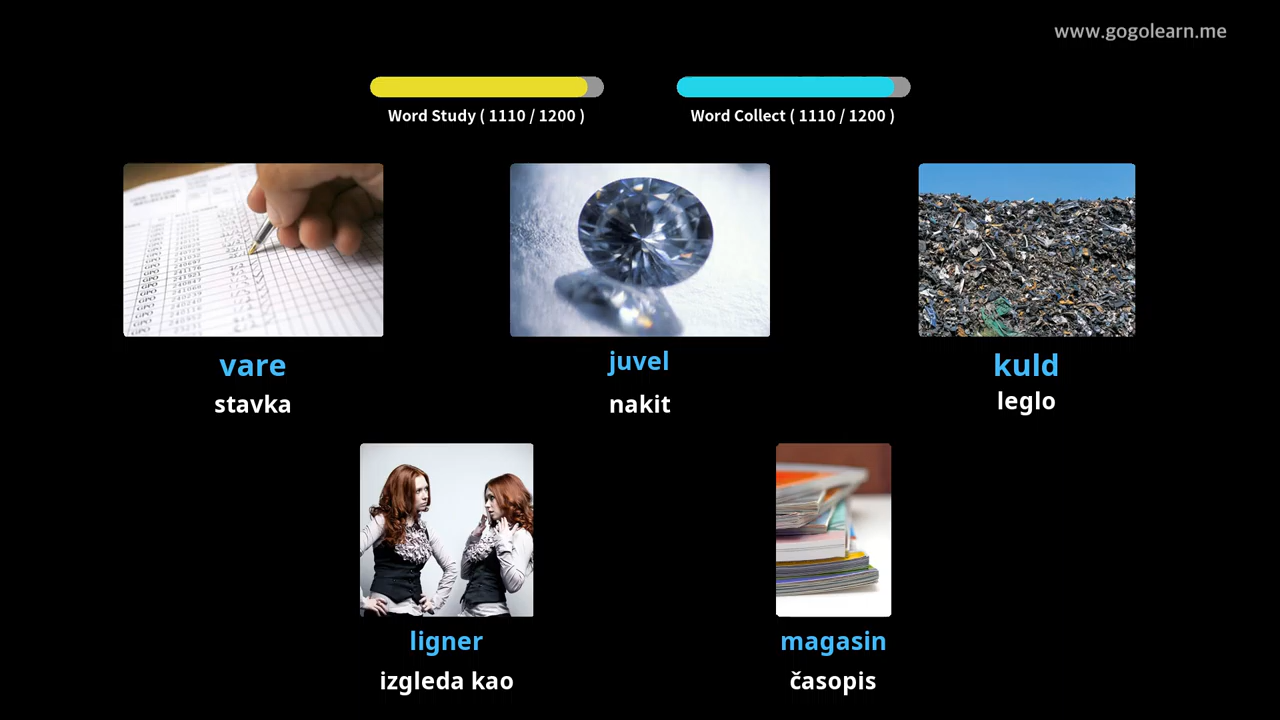 www.gogolearn.me
Word Study ( 1110 / 1200 )
Word Collect ( 1110 / 1200 )
vare
stavka
juvel
nakit
kuld
leglo
ligner
izgleda kao
magasin
časopis